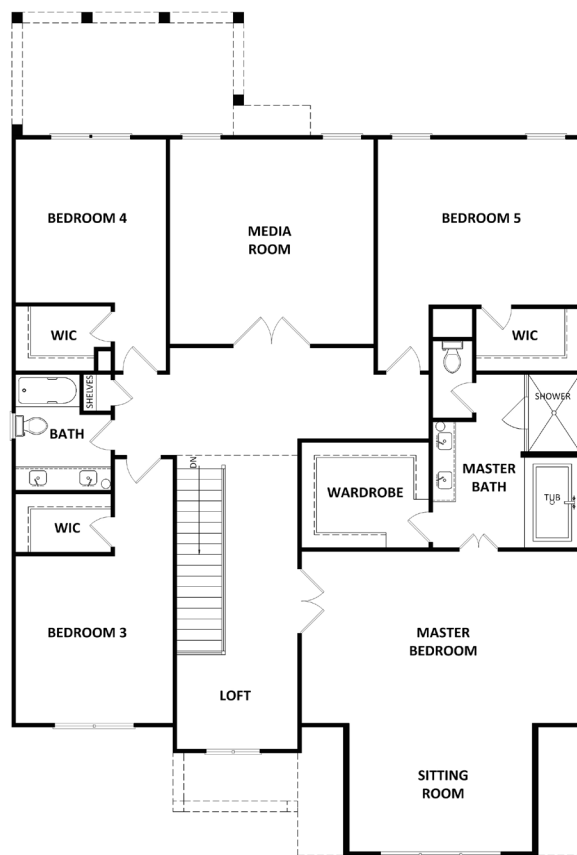 BEDROOM 4
MEDIA
ROOM
BEDROOM 5
WIC
WIC
SHELVES
SHOWER
BATH
DN
WARDROBE
MASTER
BATH
TUB
WIC
BEDROOM 3
MASTER
BEDROOM
LOFT
SITTING
ROOM